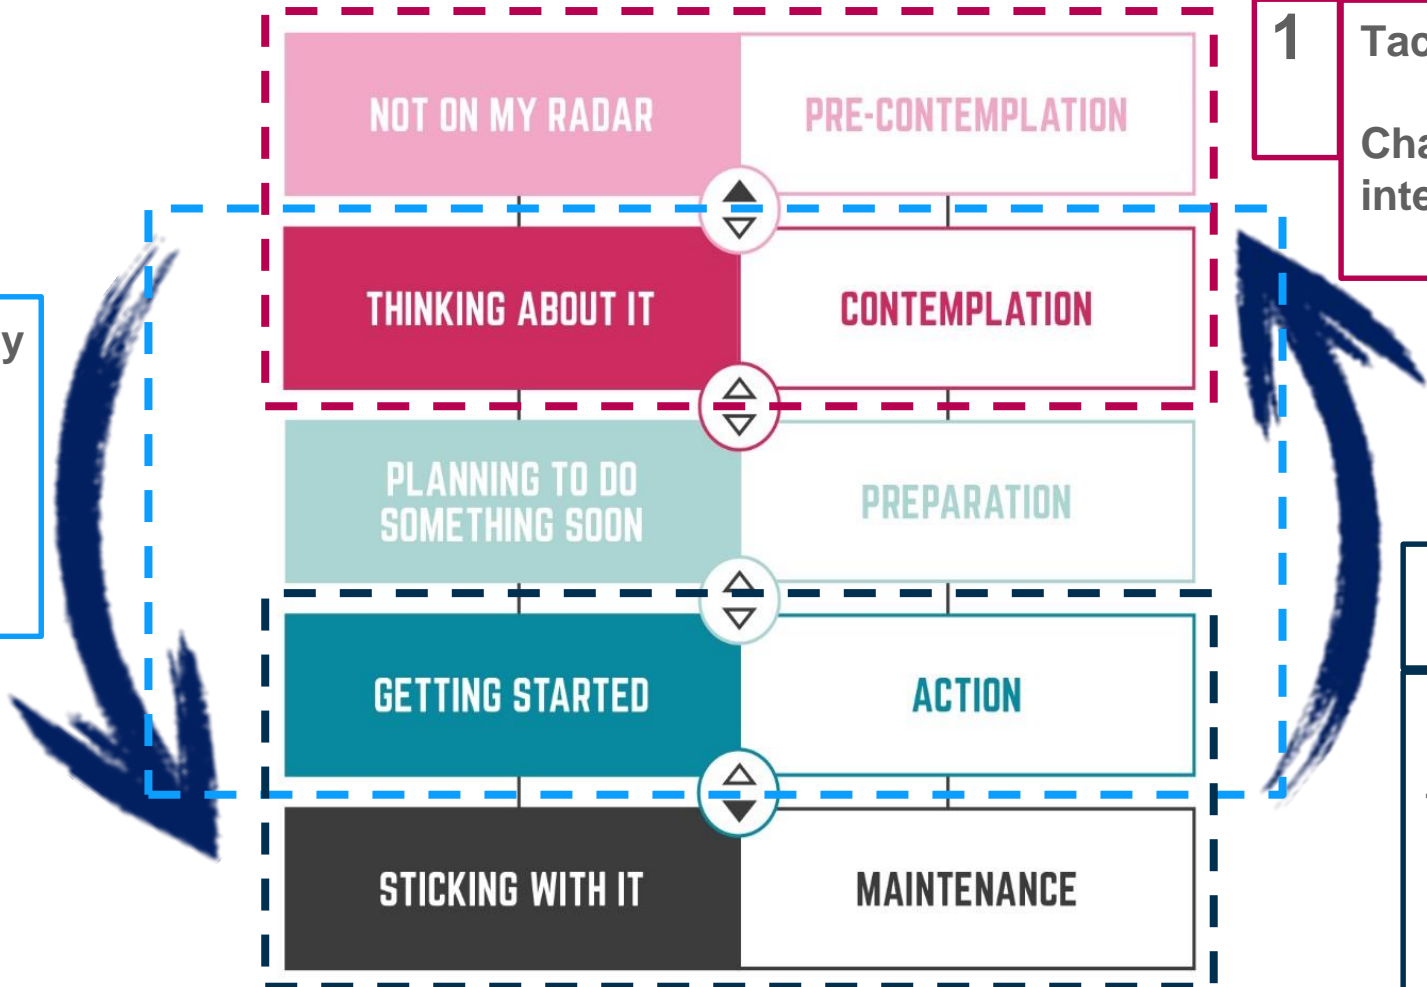 1
NOT ON MY RADAR
PRE-CONTEMPLATION
THINKING ABOUT IT
CONTEMPLATION
PLANNING TO DO
SOMETHING SOON
PREPARATION
GETTING STARTED
ACTION
STICKING WITH IT
MAINTENANCE